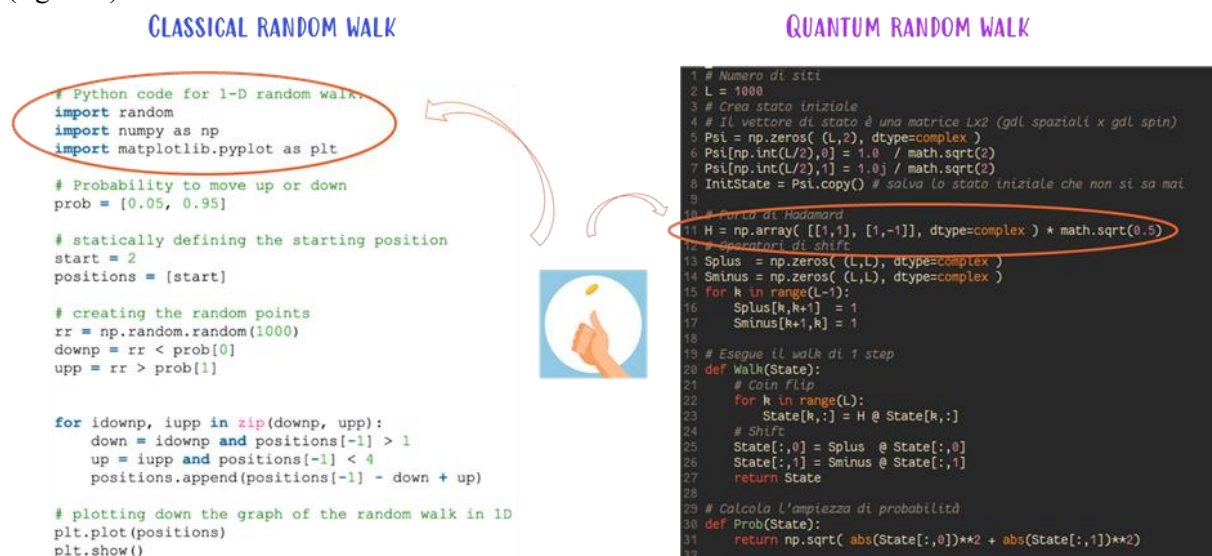 CLASSICAL RANDOM WALK
# Python code for 1-D random walk.
import random
import numpy as np
import matplotlib.pyplot as plt
# Probability to move up or down
prob = [0.05, 0.95]
# statically defining the starting position
start = 2
positions = [start]
# creating the random points
rr = np.random.random(1000)
downp = rr < prob[0]
upp = rr > prob[1]
for idownp, iupp in zip(downp, upp):
    down = idownp and positions[-1] > 1
    up = iupp and positions[-1] < 4
    positions.append(positions[-1] - down + up)
# plotting down the graph of the random walk in 1D
plt.plot(positions)
plt.show()
QUANTUM RANDOM WALK
1 # Numero di siti
2 L = 1000
3 # Crea stato iniziale
4 # Il vettore di stato è una matrice Lx2 (gdl spaziali x gdl spin)
5 Psi = np.zeros( (L,2), dtype=complex )
6 Psi[np.int(L/2),0] = 1.0 / math.sqrt(2)
7 Psi[np.int(L/2),1] = 1.0j / math.sqrt(2)
8 InitState = Psi.copy() # salva lo stato iniziale che non si sa mai
9
10 # Porta di Hadamard
11 H = np.array( [[1,1], [1,-1]], dtype=complex ) * math.sqrt(0.5)
12 # Operatori di shift
13 Splus = np.zeros( (L,L), dtype=complex )
14 Sminus = np.zeros( (L,L), dtype=complex )
15 for k in range(L-1):
16     Splus[k,k+1] = 1
17     Sminus[k+1,k] = 1
18
19 # Esegue il walk di 1 step
20 def Walk(State):
21     # Coin flip
22     for k in range(L):
23         State[k,:] = H @ State[k,:]
24     # Shift
25     State[:,0] = Splus @ State[:,0]
26     State[:,1] = Sminus @ State[:,1]
27     return State
28
29 # Calcola l'ampiezza di probabilità
30 def Prob(State):
31     return np.sqrt( abs(State[:,0])**2 + abs(State[:,1])**2)